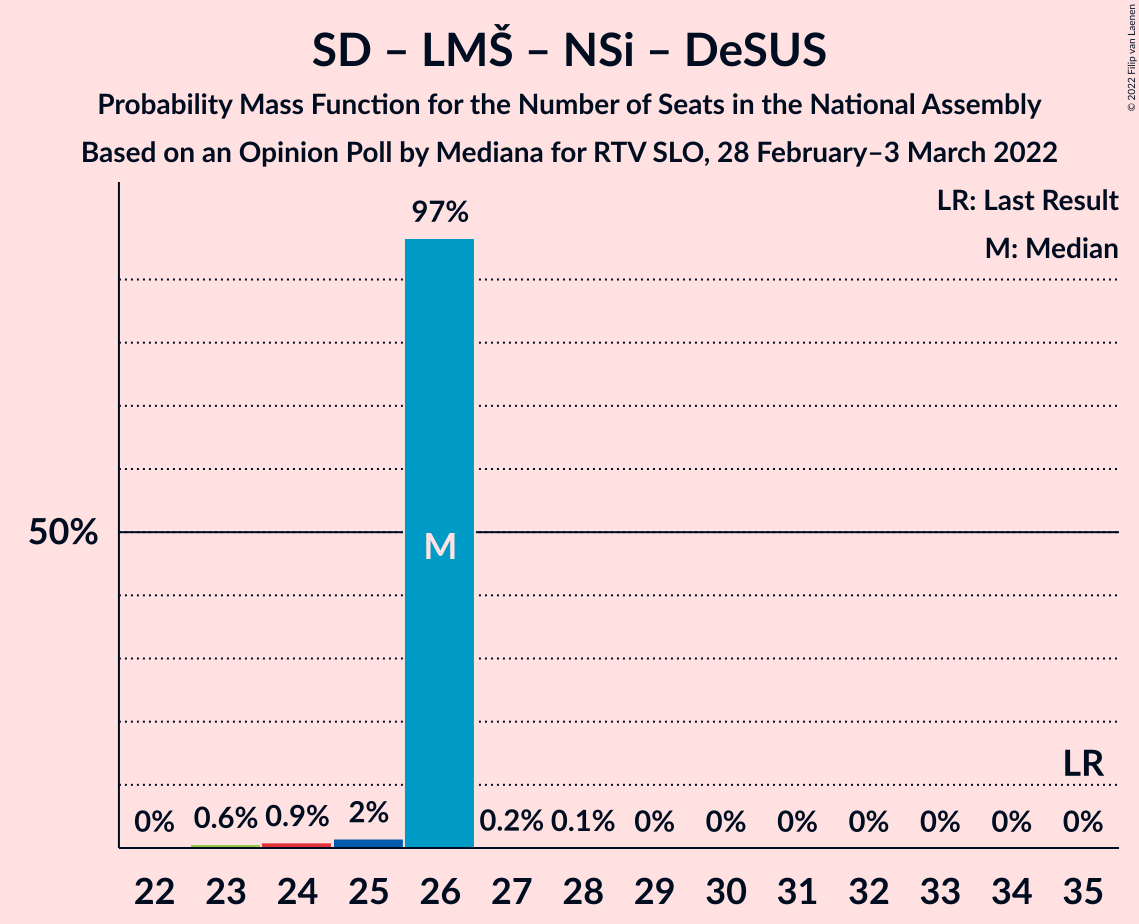 SD – LMŠ – NSi – DeSUS
Probability Mass Function for the Number of Seats in the National Assembly
Based on an Opinion Poll by Mediana for RTV SLO, 28 February–3 March 2022
© 2022 Filip van Laenen
LR: Last Result
M: Median
97%
50%
M
LR
0% 0.6% 0.9% 2% 0.2% 0.1% 0% 0% 0% 0% 0% 0% 0%
22 23 24 25 26 27 28 29 30 31 32 33 34 35